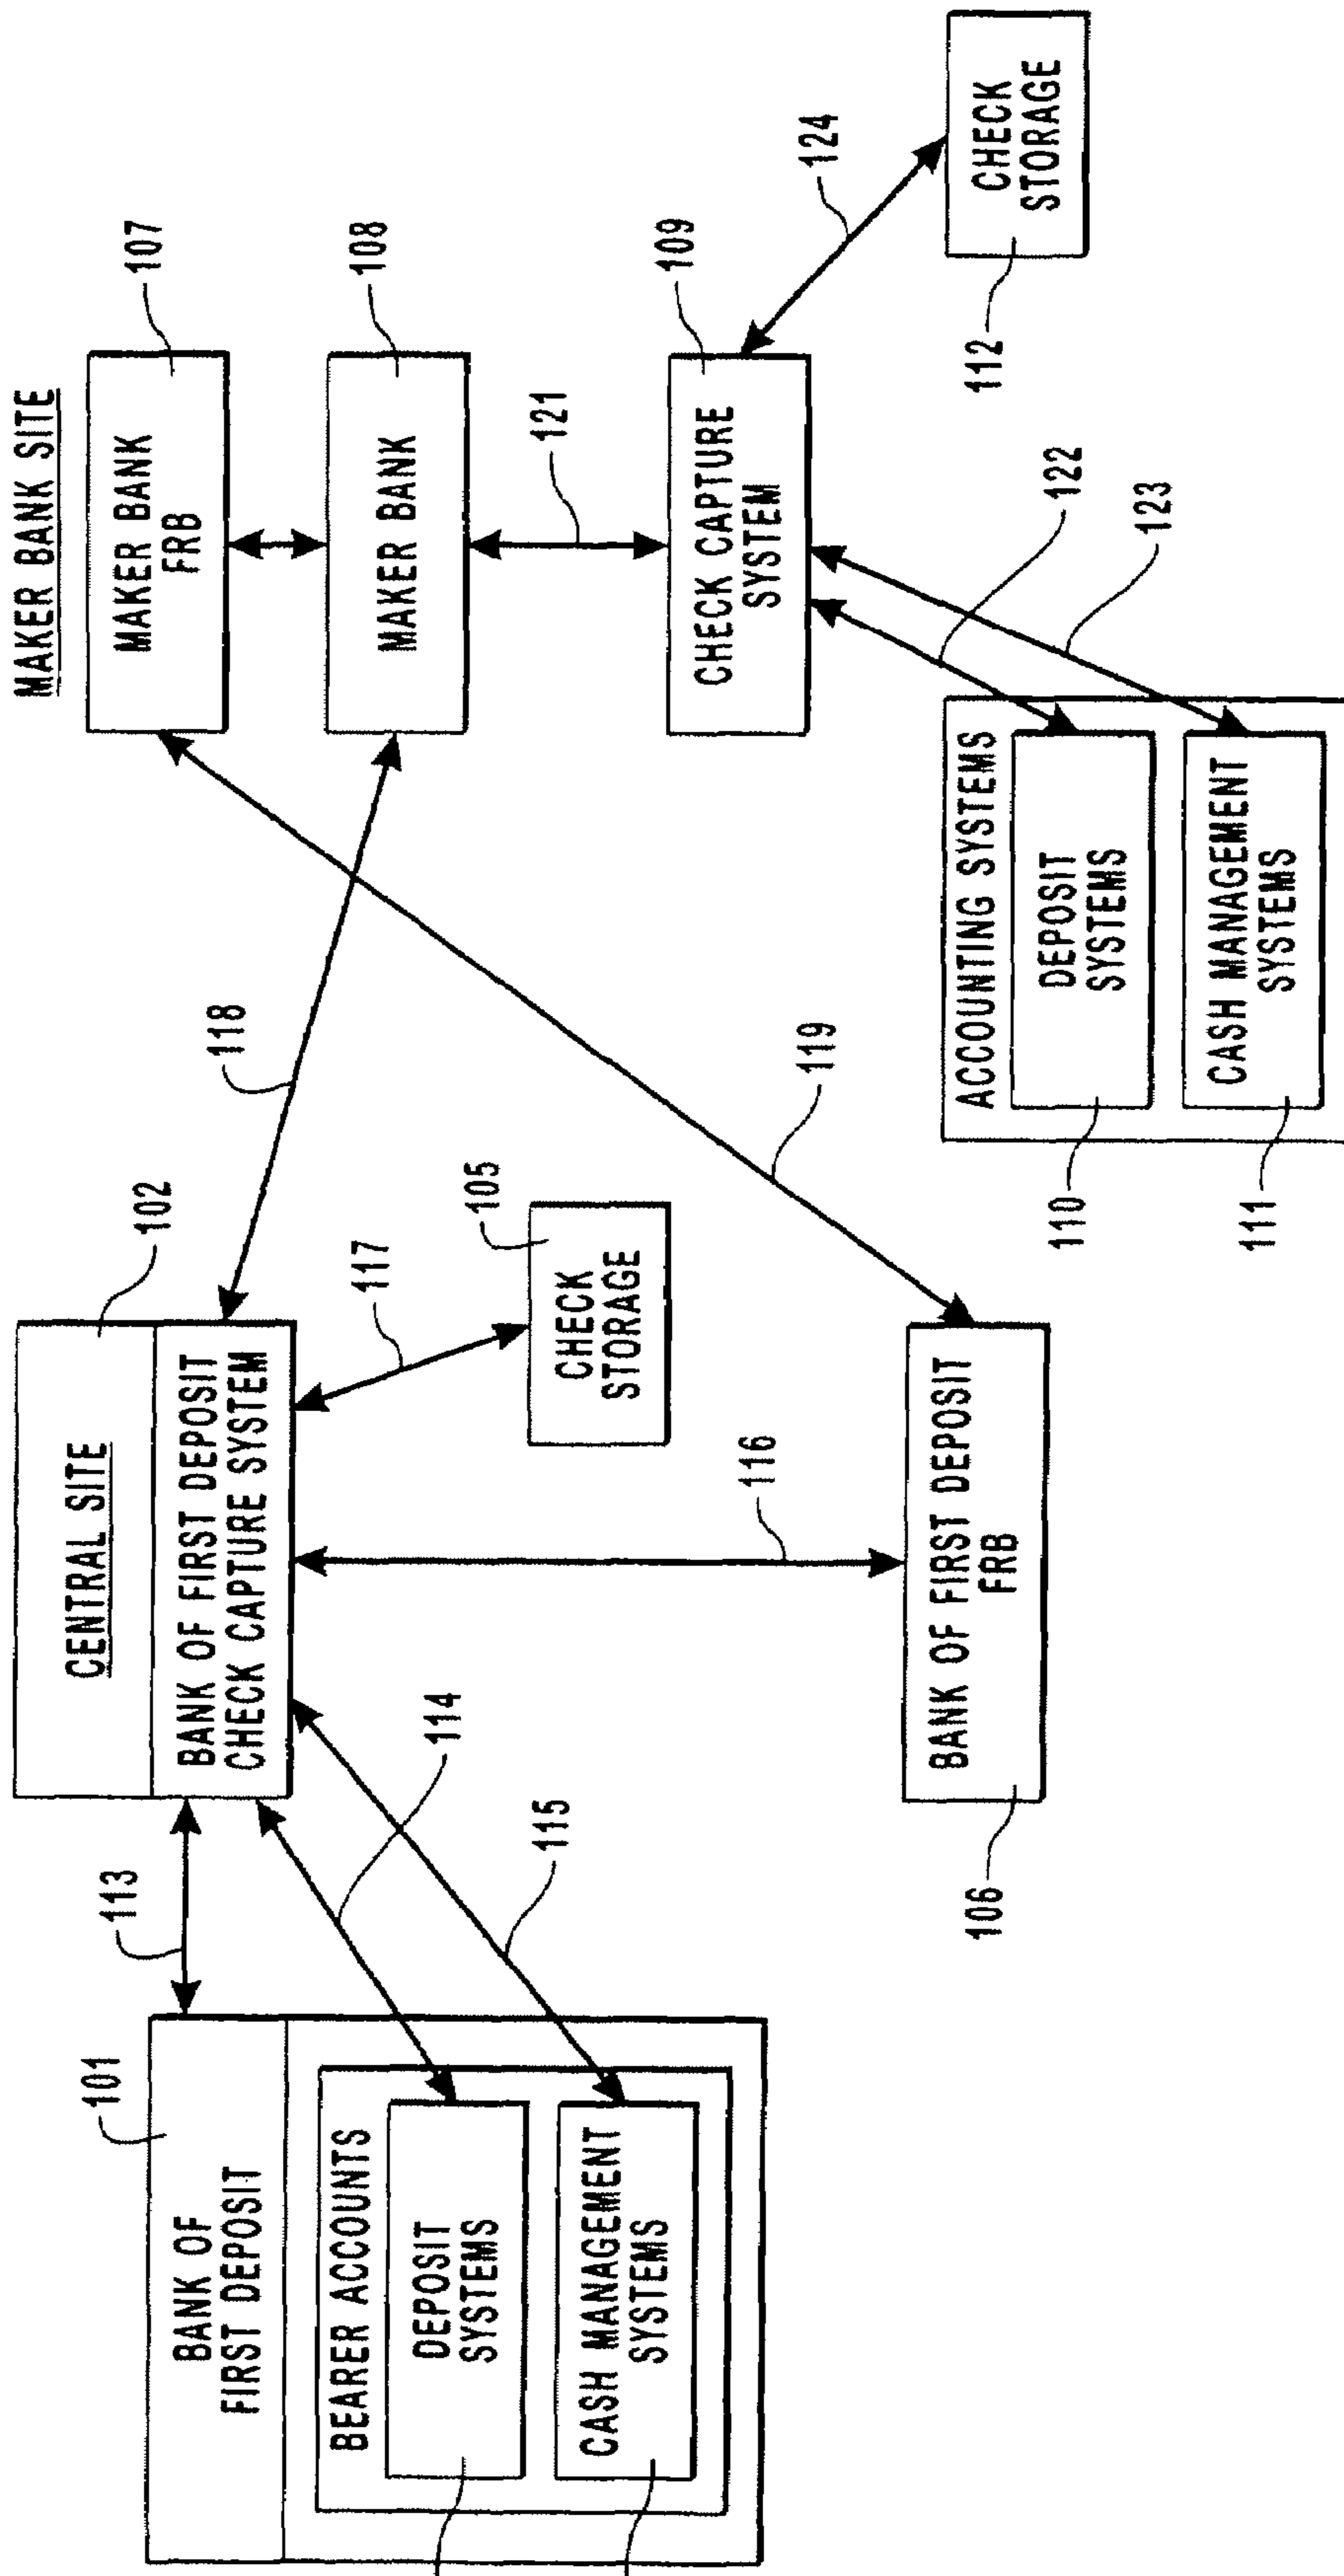 101
BANK OF
FIRST DEPOSIT
BEARER ACCOUNTS
DEPOSIT
SYSTEMS
CASH MANAGEMENT
SYSTEMS
113
114
115
CENTRAL SITE
102
BANK OF FIRST DEPOSIT
CHECK CAPTURE SYSTEM
117
105
CHECK
STORAGE
116
BANK OF FIRST DEPOSIT
FRB
106
118
119
MAKER BANK SITE
MAKER BANK
FRB
107
MAKER BANK
108
121
CHECK CAPTURE
SYSTEM
109
124
CHECK
STORAGE
112
122
123
ACCOUNTING SYSTEMS
DEPOSIT
SYSTEMS
110
CASH MANAGEMENT
SYSTEMS
111